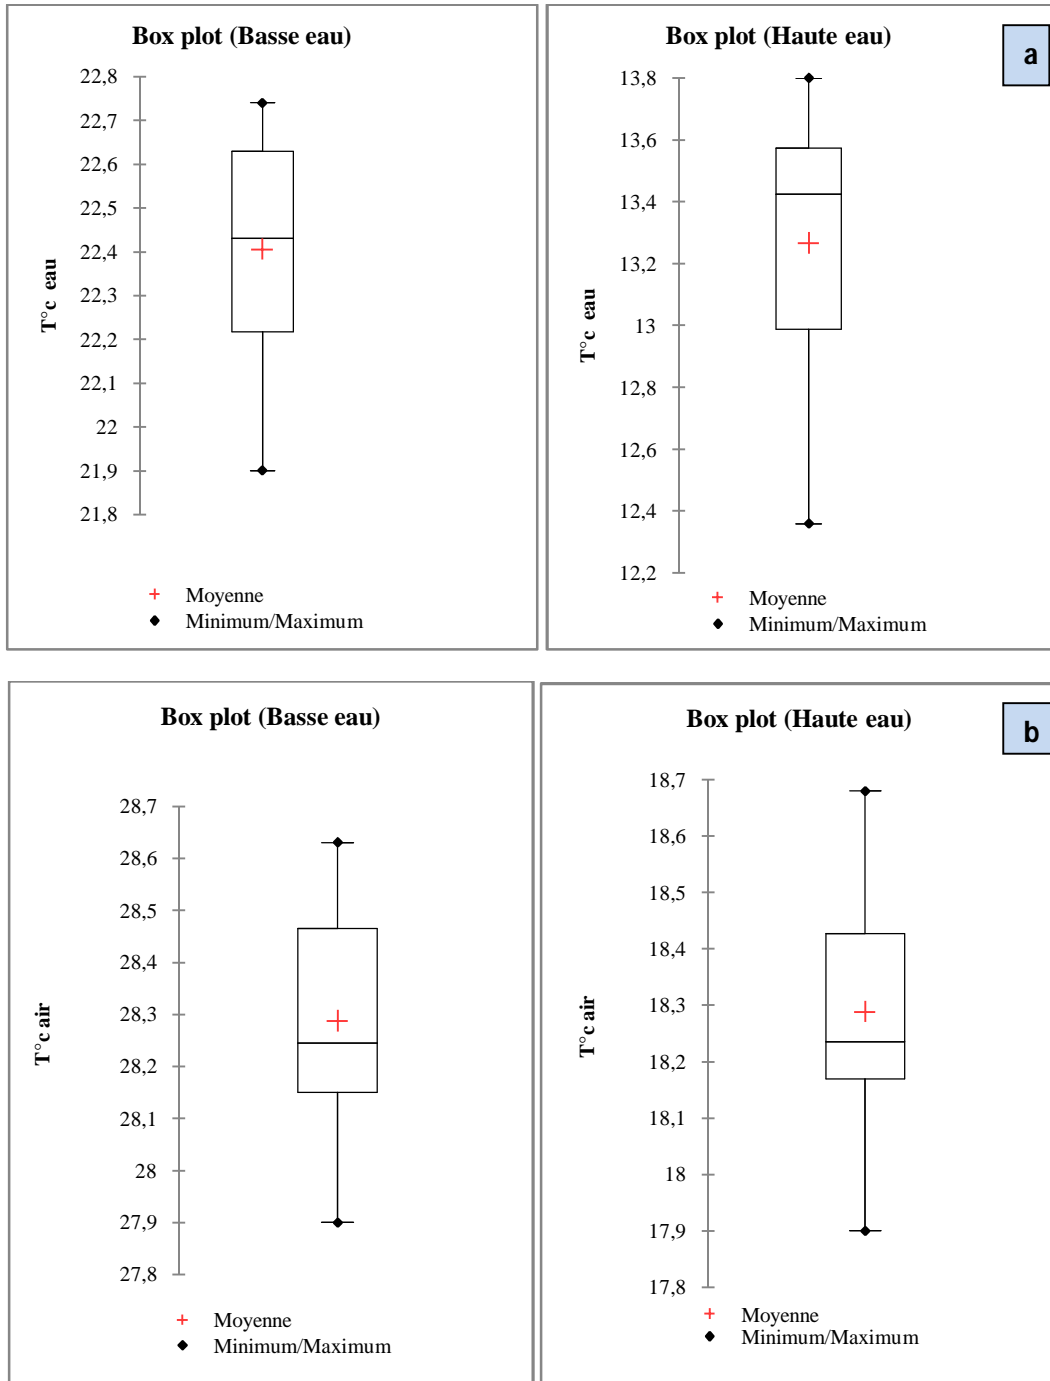 Box plot (Basse eau)
22,8
22,7
22,6
22,5
22,4
22,3
22,2
22,1
22
21,9
21,8
T°c eau
Moyenne
Minimum/Maximum
Box plot (Haute eau)
a
13,8
13,6
13,4
13,2
13
12,8
12,6
12,4
12,2
T°c eau
Moyenne
Minimum/Maximum
Box plot (Basse eau)
28,7
28,6
28,5
28,4
28,3
28,2
28,1
28
27,9
27,8
T°c air
Moyenne
Minimum/Maximum
Box plot (Haute eau)
b
18,7
18,6
18,5
18,4
18,3
18,2
18,1
18
17,9
17,8
T°c air
Moyenne
Minimum/Maximum